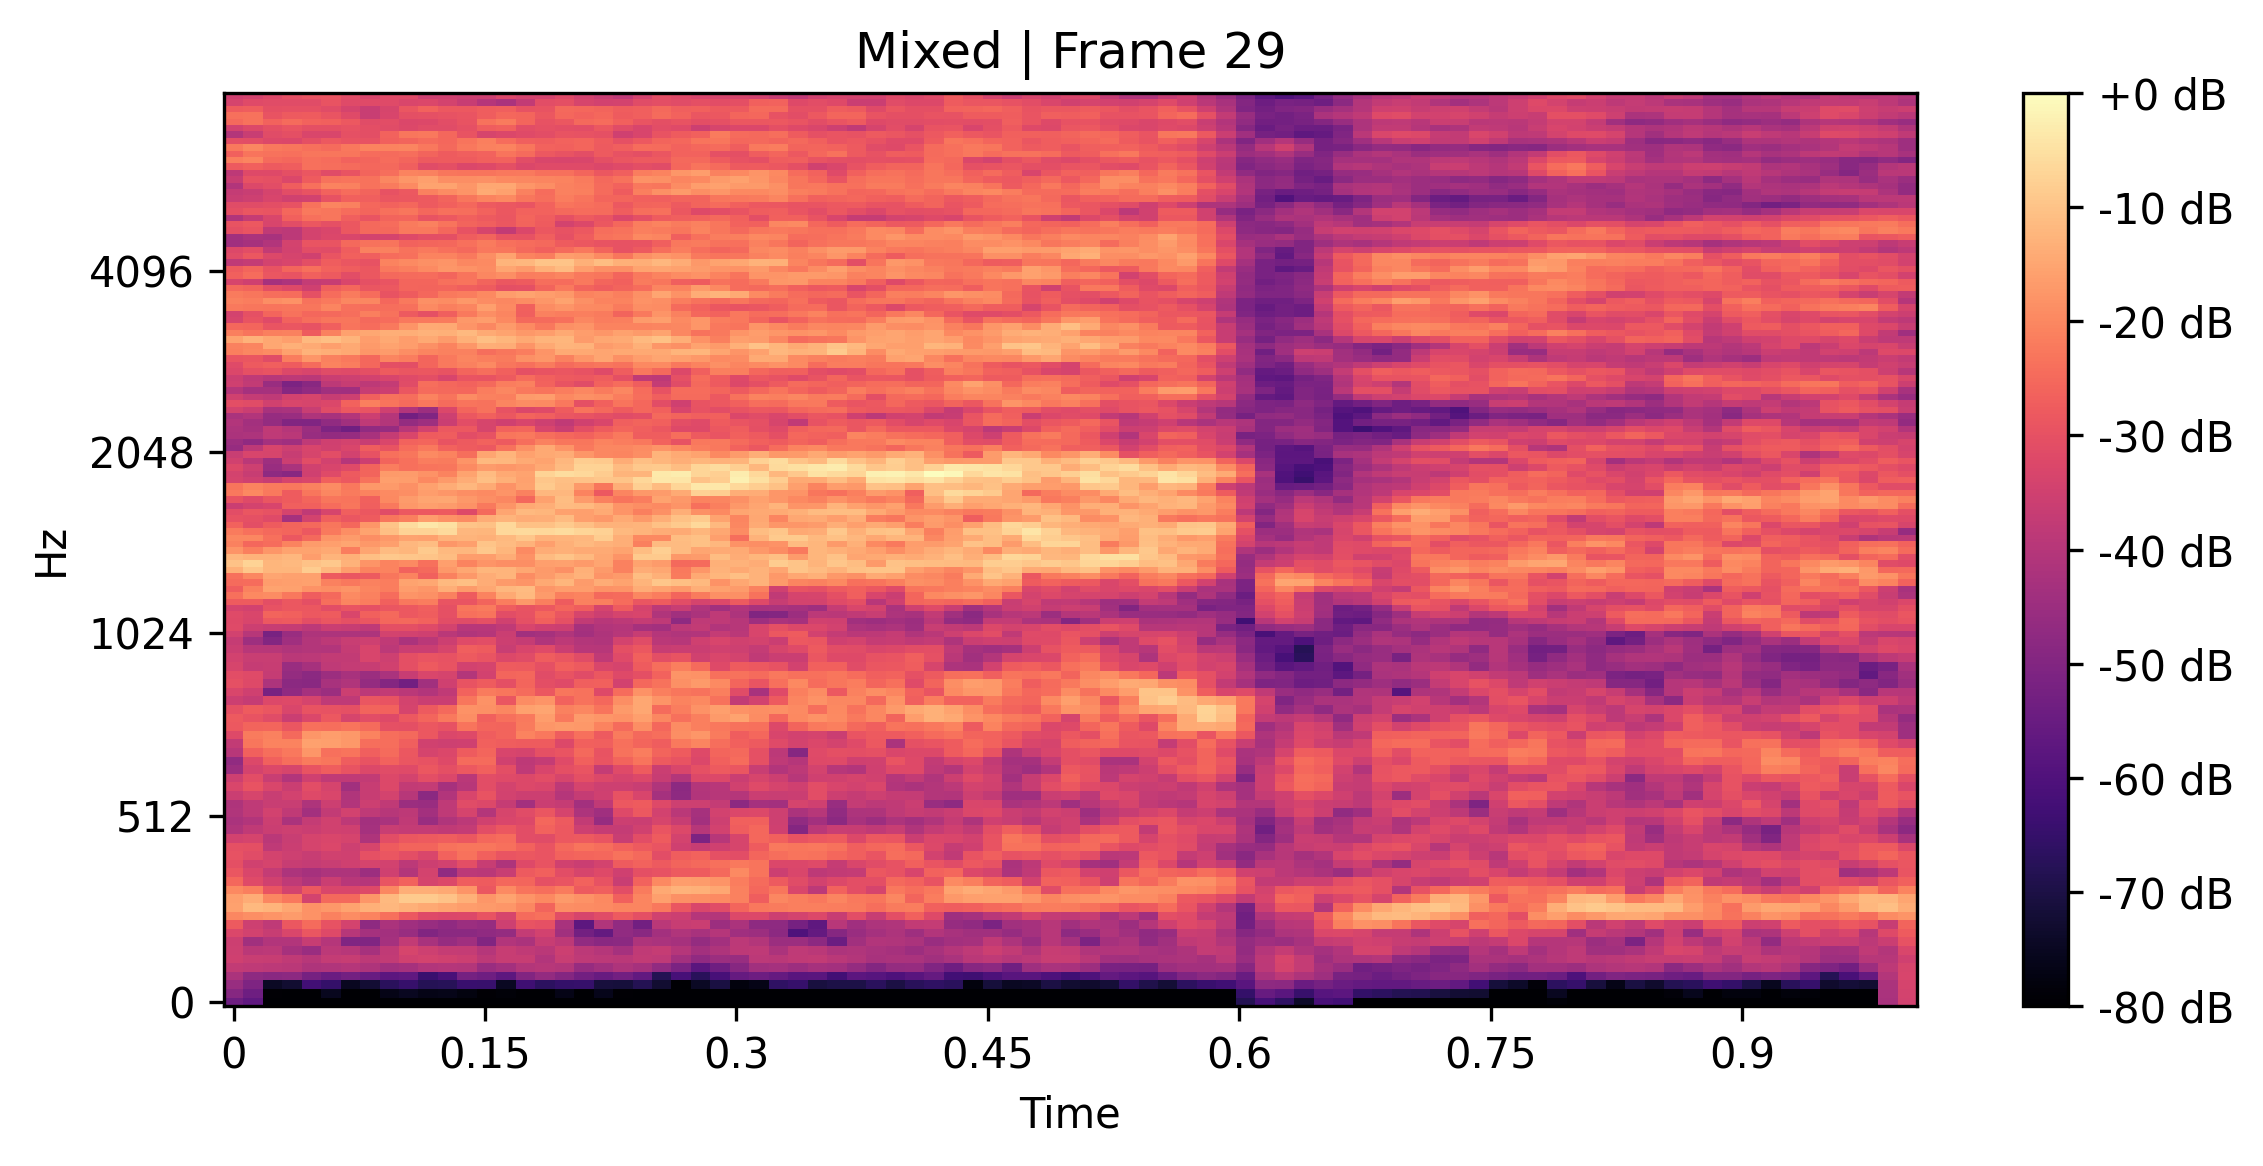 Mixed | Frame 29
Hz
4096
2048
1024
512
0
0
0.15
0.3
0.45
0.6
0.75
0.9
Time
+0 dB
-10 dB
-20 dB
-30 dB
-40 dB
-50 dB
-60 dB
-70 dB
-80 dB